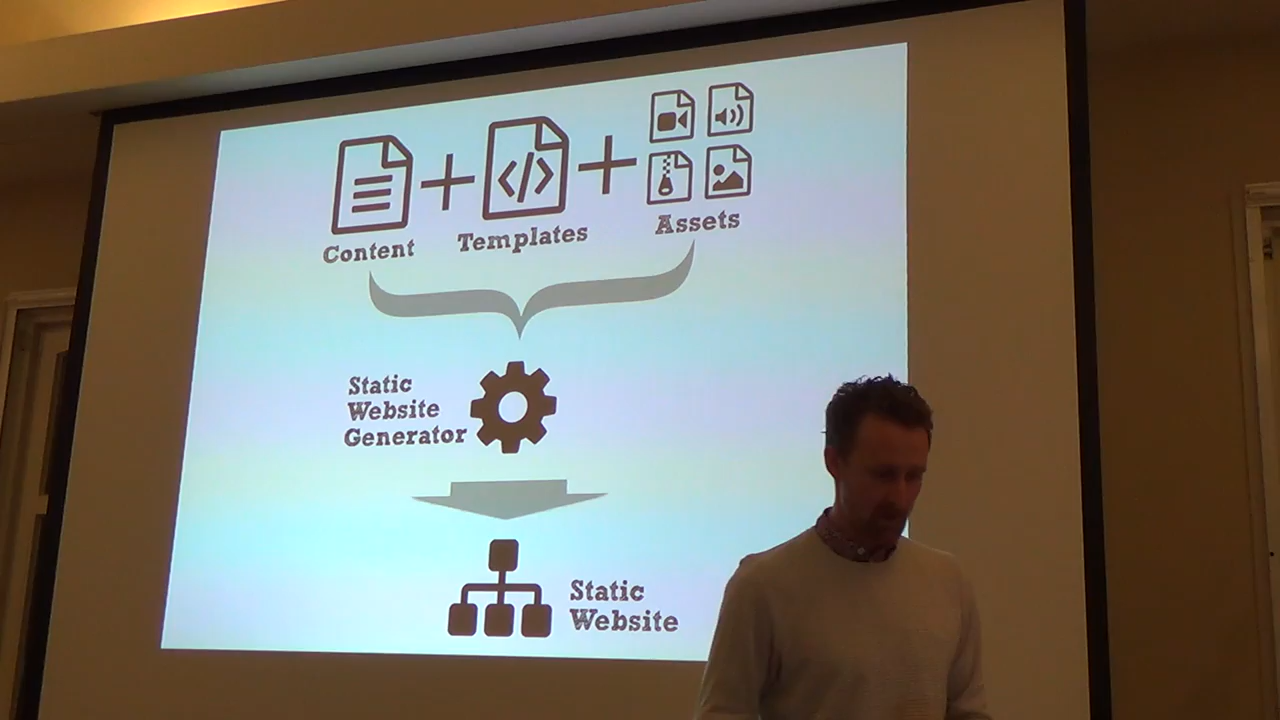 Content
Templates
Assets
Static
Website
Generator
Static
Website